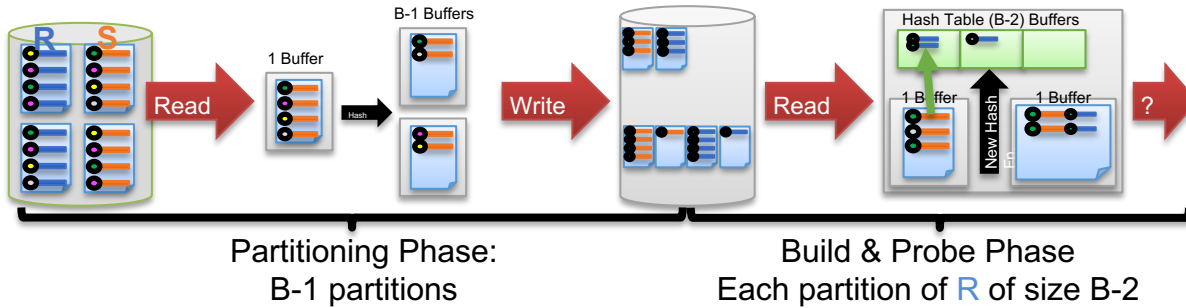 R S
Read
1 Buffer
Hash
B-1 Buffers
Write
Read
Hash Table (B-2) Buffers
1 Buffer
New Hash
1 Buffer
?
Partitioning Phase:
B-1 partitions
Build & Probe Phase
Each partition of R of size B-2